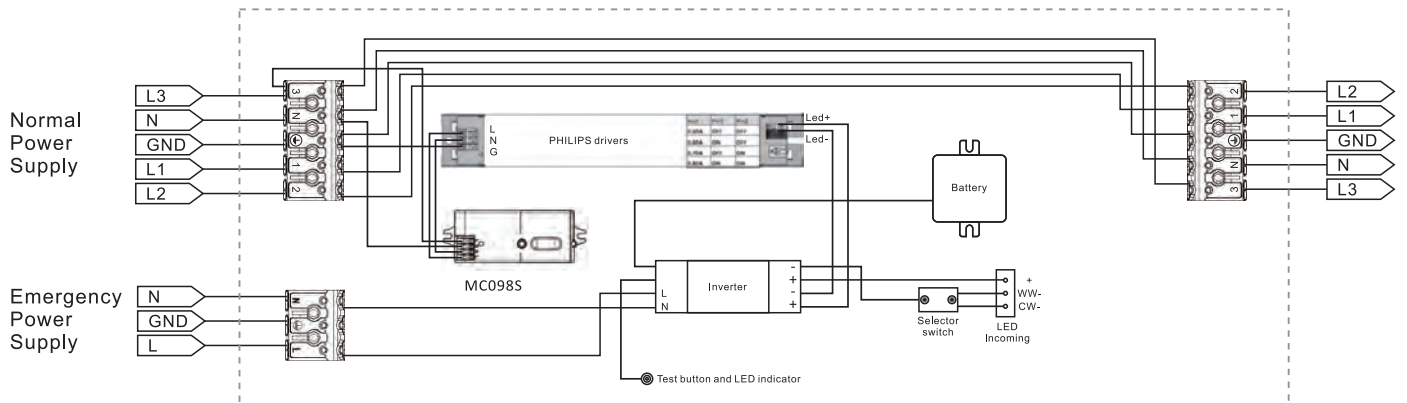 Normal
Power
Supply
L3
N
GND
L1
L2
3
N
1
2
L
N
G
PHILIPS drivers
Led+
Led-
MC098S
Battery
2
1
N
3
L2
L1
GND
N
L3
Emergency
Power
Supply
N
GND
L
N
L
L
N
Inverter
-
+
-
+
Selector
switch
+
WW-
CW-
LED
Incoming
Test button and LED indicator